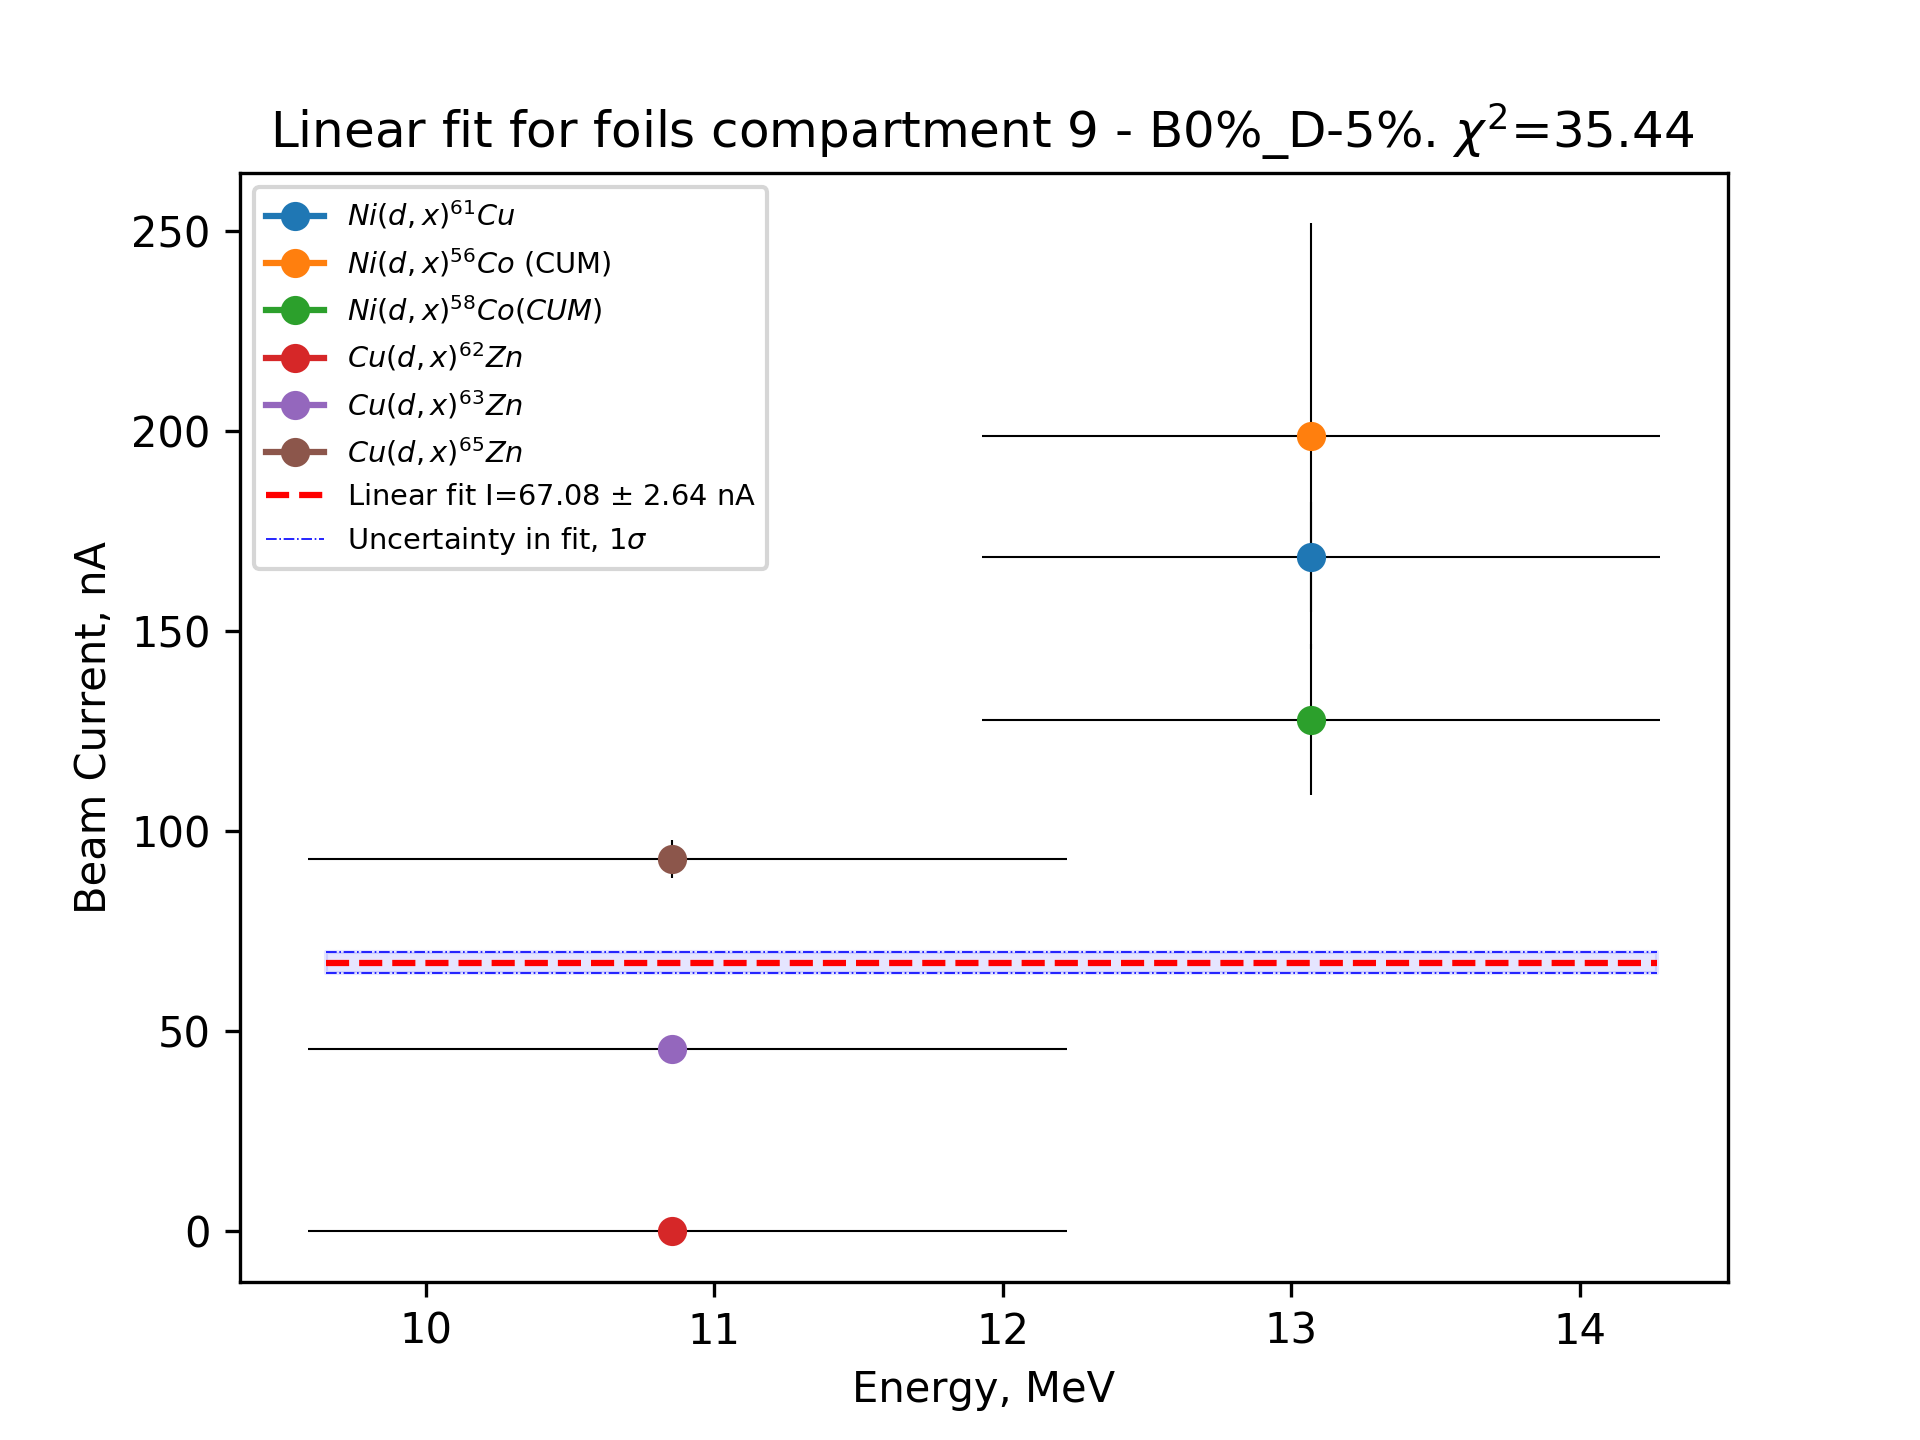 Linear fit for foils compartment 9 - B0%_D-5%. χ²=35.44
Ni(d, x)⁶¹Cu
Ni(d, x)⁵⁶Co (CUM)
Ni(d, x)⁵⁸Co(CUM)
Cu(d, x)⁶²Zn
Cu(d, x)⁶³Zn
Cu(d, x)⁶⁵Zn
Linear fit I=67.08 ± 2.64 nA
Uncertainty in fit, 1σ
Beam Current, nA
250
200
150
100
50
0
10 11 12 13 14
Energy, MeV